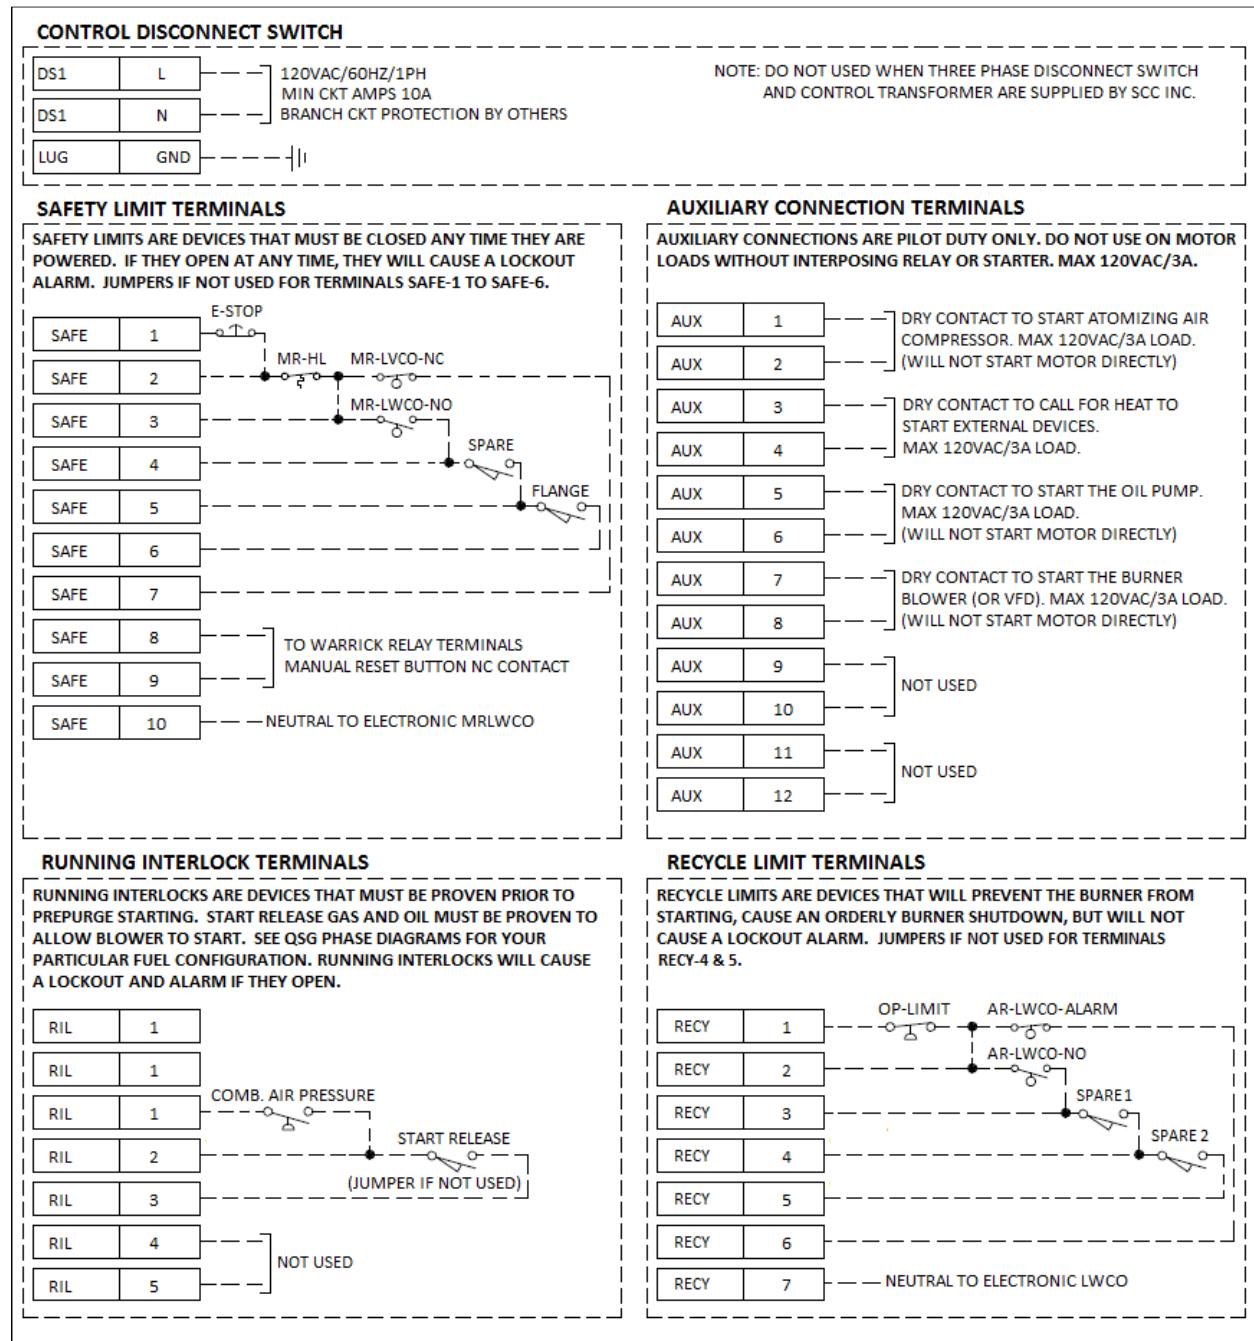 CONTROL DISCONNECT SWITCH
DS1 L
DS1 N
LUG GND
120VAC/60HZ/1PH
MIN CKT AMPS 10A
BRANCH CKT PROTECTION BY OTHERS
NOTE: DO NOT USED WHEN THREE PHASE DISCONNECT SWITCH
AND CONTROL TRANSFORMER ARE SUPPLIED BY SCC INC.
SAFETY LIMIT TERMINALS
SAFETY LIMITS ARE DEVICES THAT MUST BE CLOSED ANY TIME THEY ARE
POWERED. IF THEY OPEN AT ANY TIME, THEY WILL CAUSE A LOCKOUT
ALARM. JUMPERS IF NOT USED FOR TERMINALS SAFE-1 TO SAFE-6.
E-STOP
SAFE 1
MR-HL MR-LVCO-NC
SAFE 2
MR-LWCO-NO
SAFE 3
SPARE
SAFE 4
FLANGE
SAFE 5
SAFE 6
SAFE 7
SAFE 8
SAFE 9
TO WARRICK RELAY TERMINALS
MANUAL RESET BUTTON NC CONTACT
SAFE 10 NEUTRAL TO ELECTRONIC MRLWCO
AUXILIARY CONNECTION TERMINALS
AUXILIARY CONNECTIONS ARE PILOT DUTY ONLY. DO NOT USE ON MOTOR
LOADS WITHOUT INTERPOSING RELAY OR STARTER. MAX 120VAC/3A.
AUX 1
AUX 2
DRY CONTACT TO START ATOMIZING AIR
COMPRESSOR. MAX 120VAC/3A LOAD.
(WILL NOT START MOTOR DIRECTLY)
AUX 3
AUX 4
DRY CONTACT TO CALL FOR HEAT TO
START EXTERNAL DEVICES.
MAX 120VAC/3A LOAD.
AUX 5
AUX 6
DRY CONTACT TO START THE OIL PUMP.
MAX 120VAC/3A LOAD.
(WILL NOT START MOTOR DIRECTLY)
AUX 7
AUX 8
DRY CONTACT TO START THE BURNER
BLOWER (OR VFD). MAX 120VAC/3A LOAD.
(WILL NOT START MOTOR DIRECTLY)
AUX 9
AUX 10
NOT USED
AUX 11
AUX 12
NOT USED
RUNNING INTERLOCK TERMINALS
RUNNING INTERLOCKS ARE DEVICES THAT MUST BE PROVEN PRIOR TO
PREPURGE STARTING. START RELEASE GAS AND OIL MUST BE PROVEN TO
ALLOW BLOWER TO START. SEE QSG PHASE DIAGRAMS FOR YOUR
PARTICULAR FUEL CONFIGURATION. RUNNING INTERLOCKS WILL CAUSE
A LOCKOUT AND ALARM IF THEY OPEN.
RIL 1
RIL 1
COMB. AIR PRESSURE
RIL 1
START RELEASE
RIL 2
(JUMPER IF NOT USED)
RIL 3
RIL 4
RIL 5
NOT USED
RECYCLE LIMIT TERMINALS
RECYCLE LIMITS ARE DEVICES THAT WILL PREVENT THE BURNER FROM
STARTING, CAUSE AN ORDERLY BURNER SHUTDOWN, BUT WILL NOT
CAUSE A LOCKOUT ALARM. JUMPERS IF NOT USED FOR TERMINALS
RECY-4 & 5.
OP-LIMIT AR-LWCO-ALARM
RECY 1
AR-LWCO-NO
RECY 2
SPARE1
RECY 3
SPARE 2
RECY 4
RECY 5
RECY 6
RECY 7 NEUTRAL TO ELECTRONIC LWCO